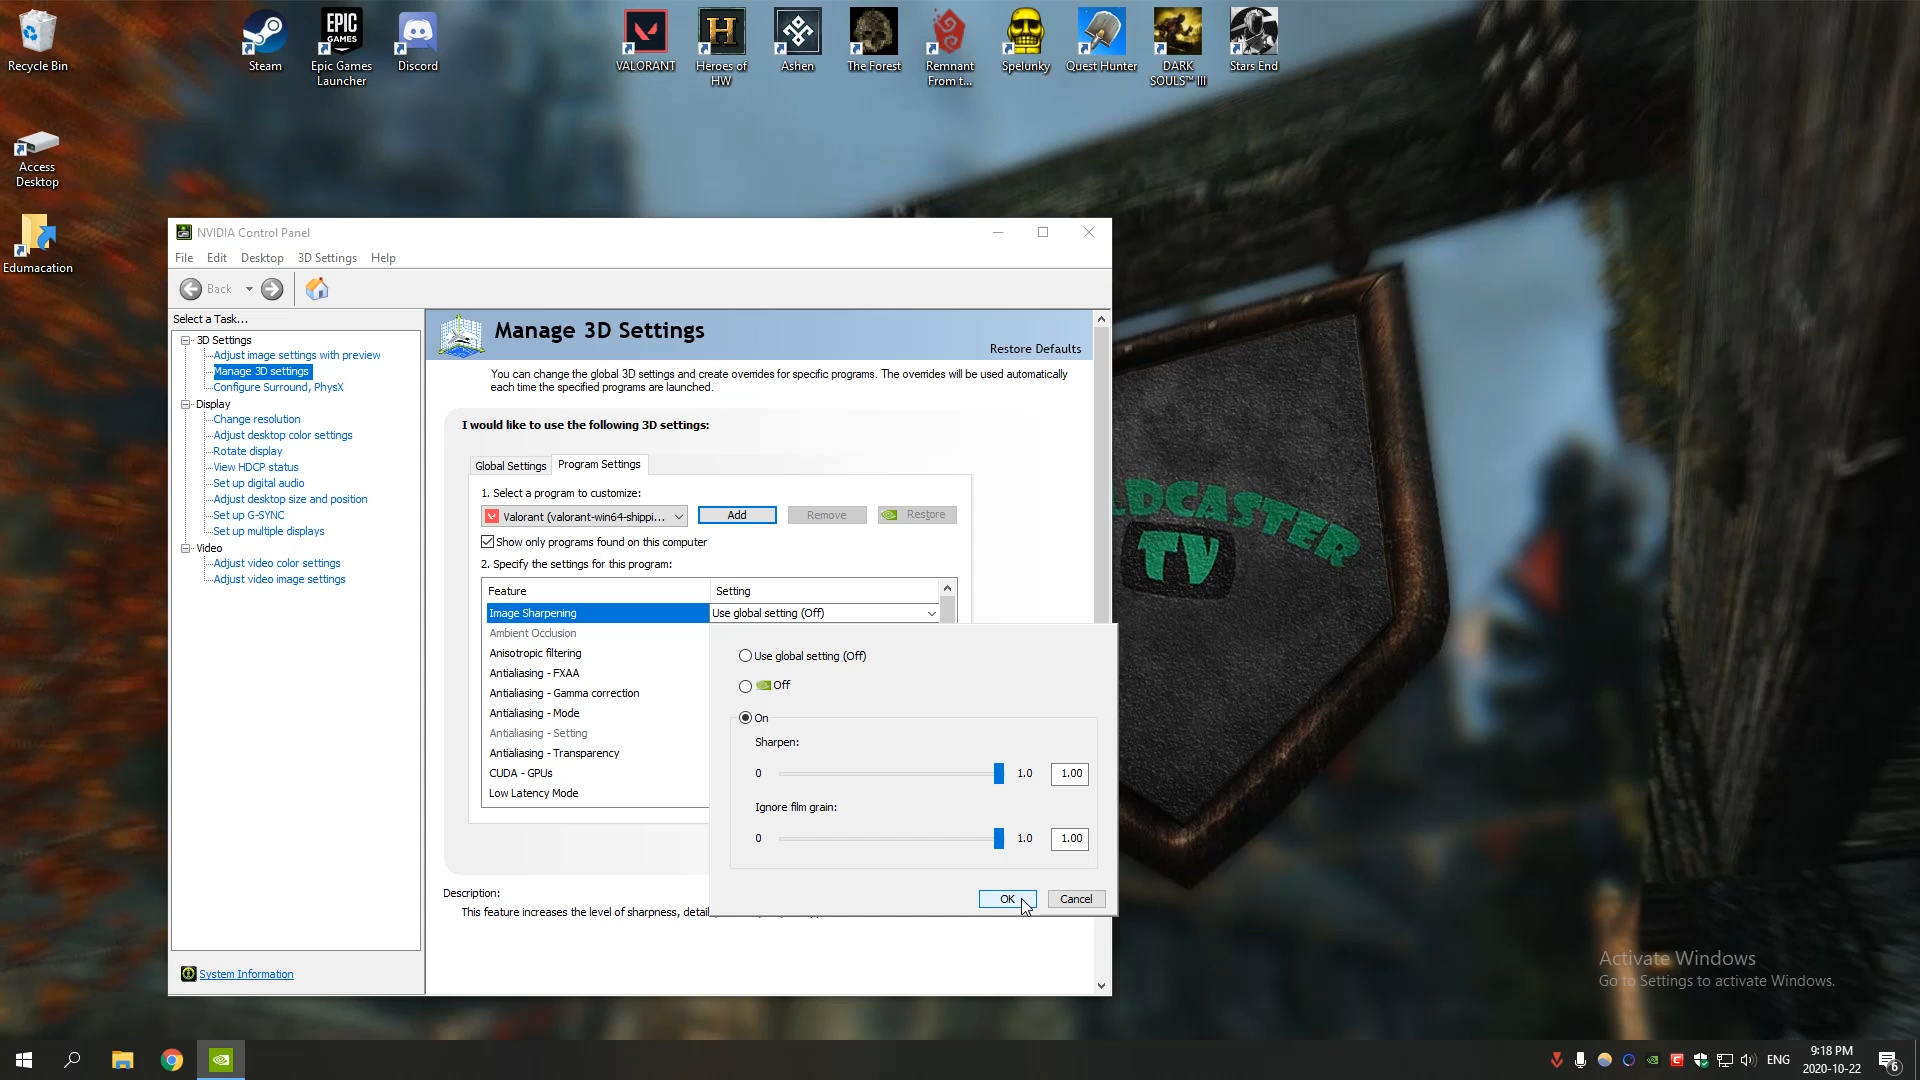 Recycle Bin
Steam
Epic Games
Launcher
EPIC
GAMES
Discord
VALORANT
Heroes of
HW
Ashen
The Forest
Remnant
From t...
Spelunky
Quest Hunter
DARK
SOULS™ III
Stars End
Access
Desktop
Edumacation
NVIDIA Control Panel
File Edit Desktop 3D Settings Help
Back
Select a Task...
3D Settings
Adjust image settings with preview
Manage 3D settings
Configure Surround, PhysX
Display
Change resolution
Adjust desktop color settings
Rotate display
View HDCP status
Set up digital audio
Adjust desktop size and position
Set up G-SYNC
Set up multiple displays
Video
Adjust video color settings
Adjust video image settings
System Information
Manage 3D Settings
Restore Defaults
You can change the global 3D settings and create overrides for specific programs. The overrides will be used automatically
each time the specified programs are launched.
I would like to use the following 3D settings:
Global Settings Program Settings
1. Select a program to customize:
Valorant (valorant-win64-shippi... Add Remove Restore
Show only programs found on this computer
2. Specify the settings for this program:
Feature Setting
Image Sharpening Use global setting (Off)
Ambient Occlusion
Anisotropic filtering
Antialiasing - FXAA
Antialiasing - Gamma correction
Antialiasing - Mode
Antialiasing - Setting
Antialiasing - Transparency
CUDA - GPUs
Low Latency Mode
Use global setting (Off)
Off
On
Sharpen:
0 1.0 1.00
Ignore film grain:
0 1.0 1.00
OK Cancel
Description:
This feature increases the level of sharpness, detail
LDCASTER
TV
Activate Windows
Go to Settings to activate Windows.
ENG
9:18 PM
2020-10-22
6